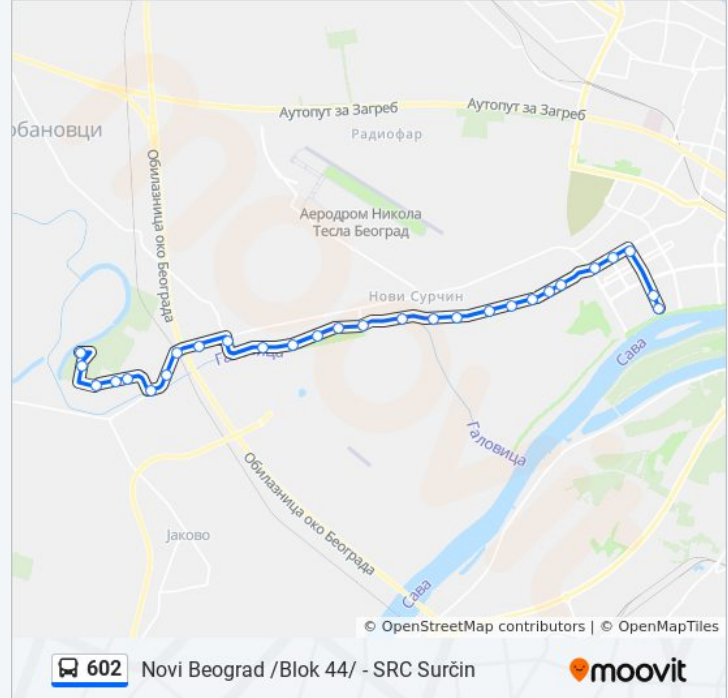 Аутопут за Загреб
Аутопут за Загреб
Радиофар
обановци
Обилазница око Београда
Аеродром Никола
Тесла Београд
Нови Сурчин
Сава
Галовица
Обилазница око Београда
Јаково
Сава
© OpenStreetMap contributors | © OpenMapTiles
602 Novi Beograd /Blok 44/ - SRC Surčin
moovit